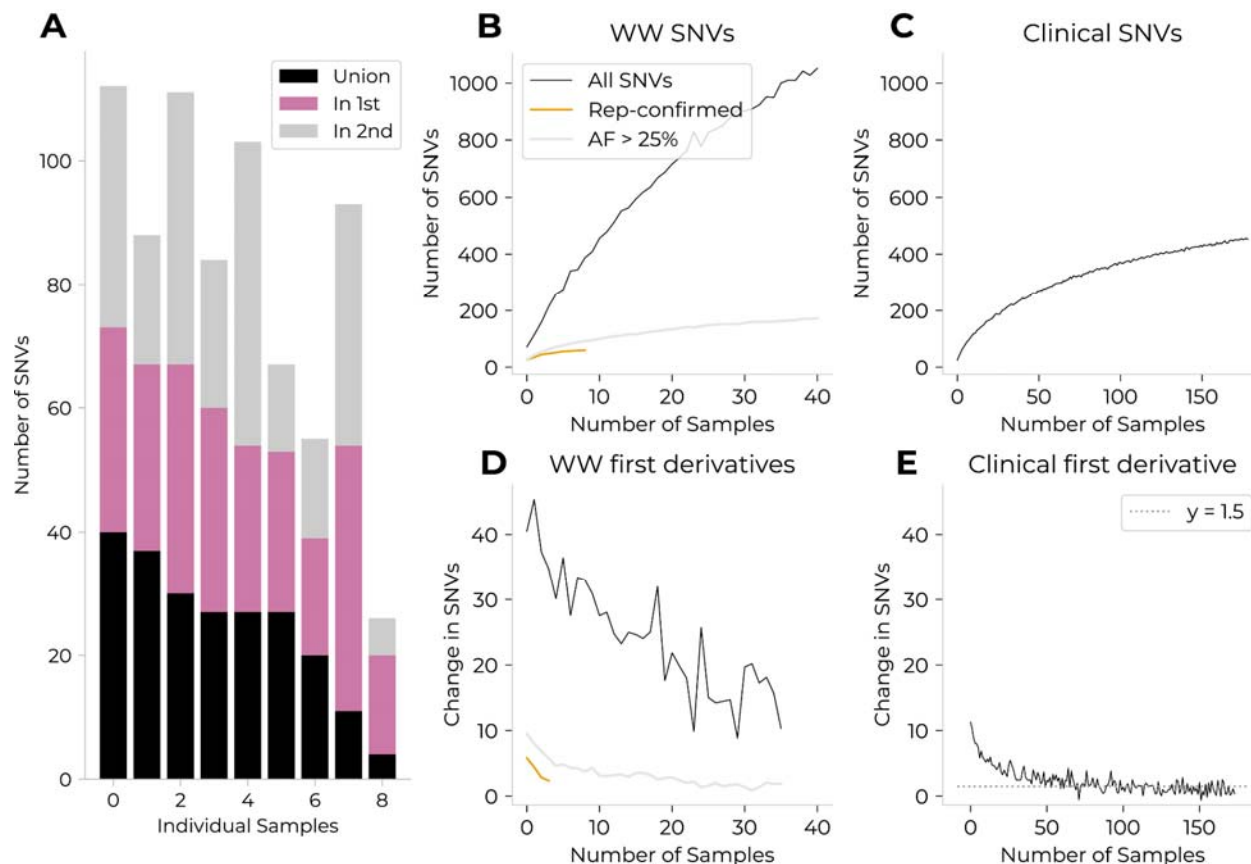 A
Union
In 1st
In 2nd
Number of SNVs
100
80
60
40
20
0
0 2 4 6 8
Individual Samples
B
WW SNVs
All SNVs
Rep-confirmed
AF > 25%
Number of SNVs
1000
800
600
400
200
0
0 10 20 30 40
Number of Samples
C
Clinical SNVs
Number of SNVs
1000
800
600
400
200
0
0 50 100 150
Number of Samples
D
WW first derivatives
Change in SNVs
40
30
20
10
0
0 10 20 30 40
Number of Samples
E
Clinical first derivative
y = 1.5
Change in SNVs
40
30
20
10
0
0 50 100 150
Number of Samples